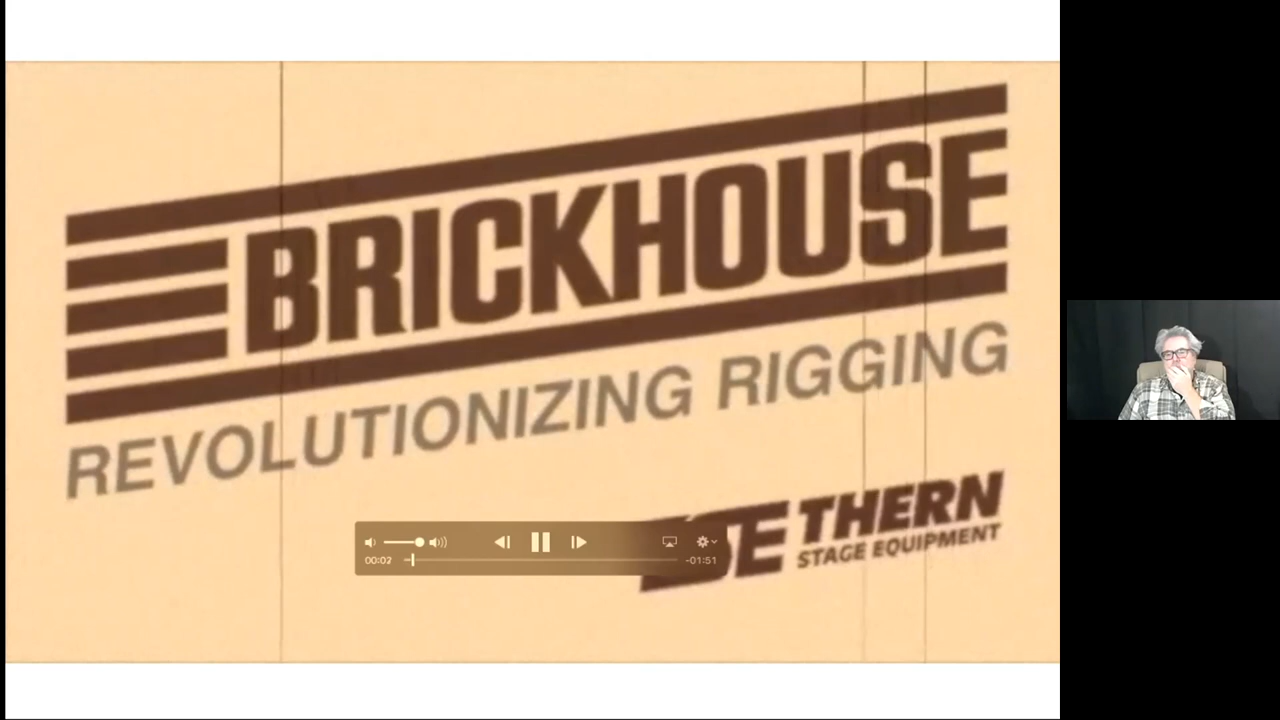 BRICKHOUSE
REVOLUTIONIZING RIGGING
THERN
STAGE EQUIPMENT
00:02
-01:51